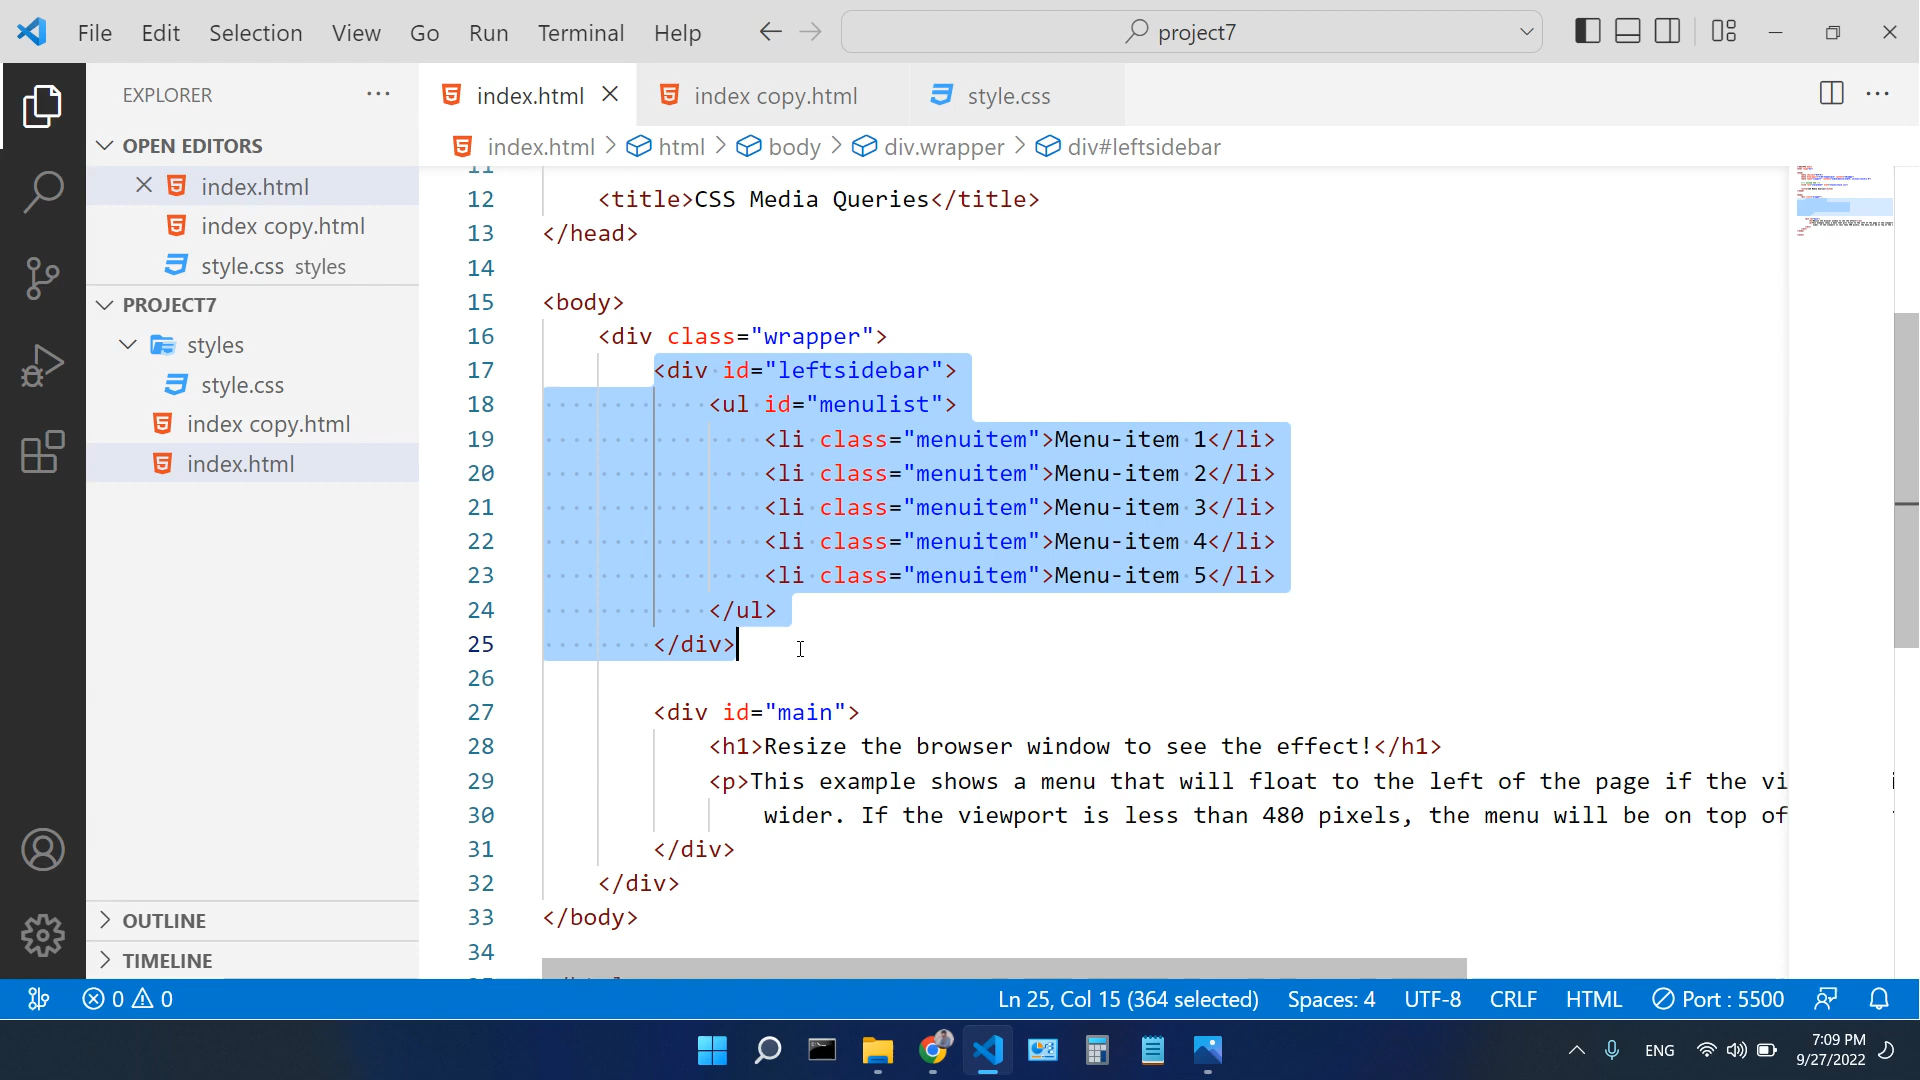 File Edit Selection View Go Run Terminal Help project7
EXPLORER
OPEN EDITORS
index.html
index copy.html
style.css styles
PROJECT7
styles
style.css
index copy.html
index.html
OUTLINE
TIMELINE
index.html index copy.html style.css
index.html > html > body > div.wrapper > div#leftsidebar
11
12 <title>CSS Media Queries</title>
13 </head>
14
15 <body>
16 <div class="wrapper">
17 <div id="leftsidebar">
18 <ul id="menulist">
19 <li class="menuitem">Menu-item 1</li>
20 <li class="menuitem">Menu-item 2</li>
21 <li class="menuitem">Menu-item 3</li>
22 <li class="menuitem">Menu-item 4</li>
23 <li class="menuitem">Menu-item 5</li>
24 </ul>
25 </div>
26
27 <div id="main">
28 <h1>Resize the browser window to see the effect!</h1>
29 <p>This example shows a menu that will float to the left of the page if the vi
30 wider. If the viewport is less than 480 pixels, the menu will be on top of
31 </div>
32 </div>
33 </body>
34
0 0 Ln 25, Col 15 (364 selected) Spaces: 4 UTF-8 CRLF HTML Port : 5500
ENG 7:09 PM
9/27/2022